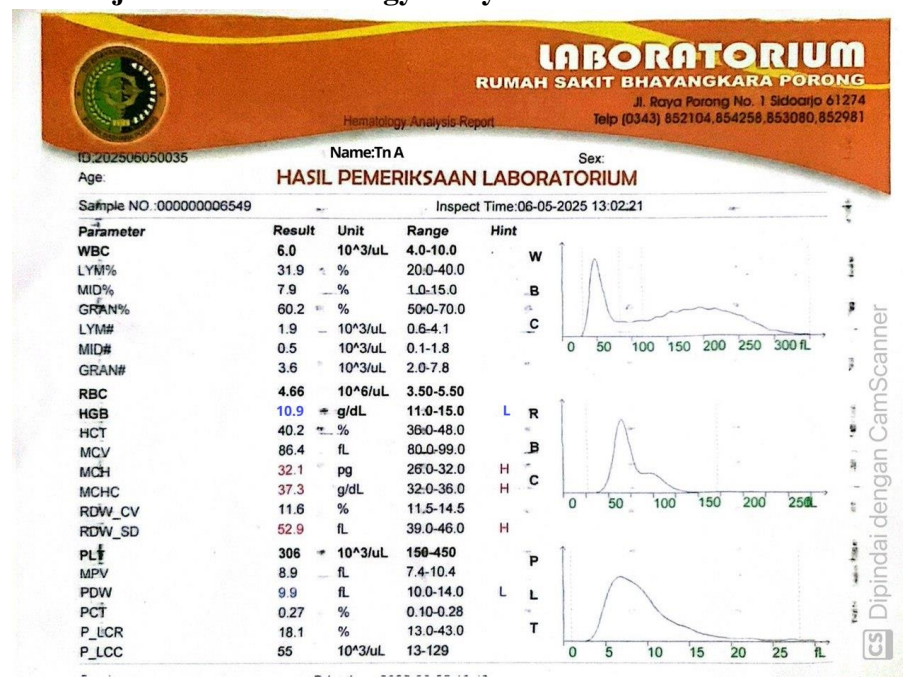 LABORATORIUM
RUMAH SAKIT BHAYANGKARA PORONG
Jl. Raya Porong No. 1 Sidoarjo 61274
Telp (0343) 852104,854258,853080,852981
Hematology Analysis Report
ID:202506050035 Name:Tn A Sex:
Age: HASIL PEMERIKSAAN LABORATORIUM
Sample NO.:000000006549 Inspect Time:06-05-2025 13:02:21
Parameter Result Unit Range Hint
WBC 6.0 10^3/uL 4.0-10.0
LYM% 31.9 % 20.0-40.0
MID% 7.9 % 1.0-15.0
GRAN% 60.2 % 50.0-70.0
LYM# 1.9 10^3/uL 0.6-4.1
MID# 0.5 10^3/uL 0.1-1.8
GRAN# 3.6 10^3/uL 2.0-7.8
RBC 4.66 10^6/uL 3.50-5.50
HGB 10.9 g/dL 11.0-15.0 L
HCT 40.2 % 36.0-48.0
MCV 86.4 fL 80.0-99.0
MCH 32.1 pg 26.0-32.0 H
MCHC 37.3 g/dL 32.0-36.0 H
RDW_CV 11.6 % 11.5-14.5
RDW_SD 52.9 fL 39.0-46.0 H
PLT 306 10^3/uL 150-450
MPV 8.9 fL 7.4-10.4
PDW 9.9 fL 10.0-14.0 L
PCT 0.27 % 0.10-0.28
P_LCR 18.1 % 13.0-43.0
P_LCC 55 10^3/uL 13-129
W
B
C
0 50 100 150 200 250 300 fL
R
B
C
0 50 100 150 200 250 fL
P
L
T
0 5 10 15 20 25 fL
CS Dipindai dengan CamScanner